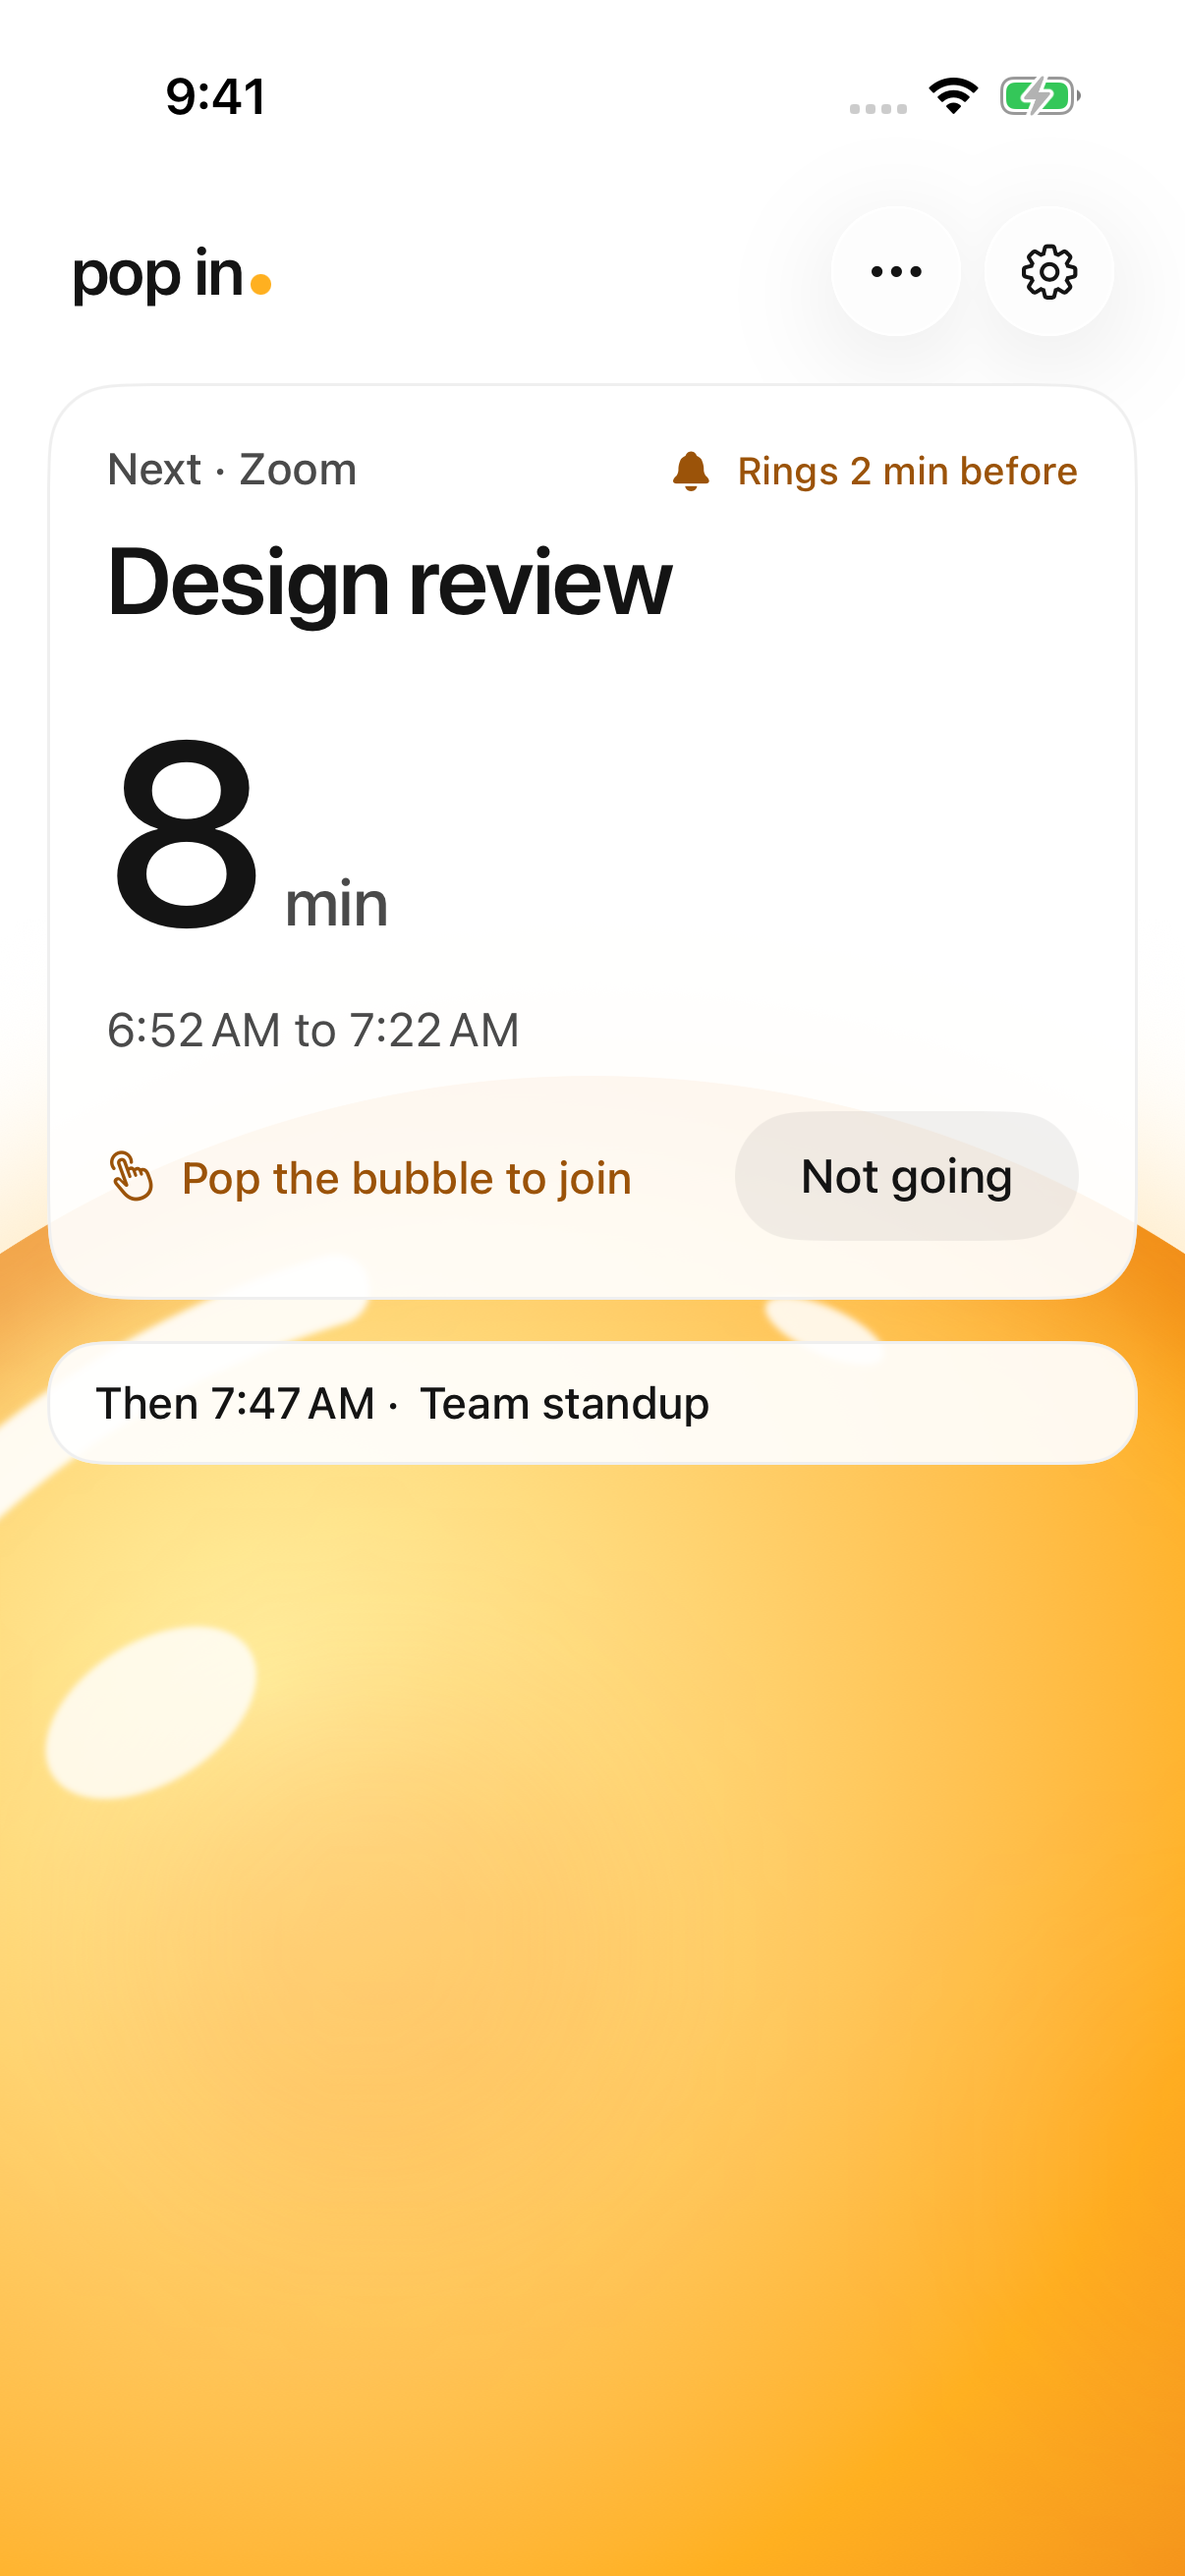 9:41
pop in
Next · Zoom
Rings 2 min before
Design review
8 min
6:52 AM to 7:22 AM
Pop the bubble to join
Not going
Then 7:47 AM · Team standup